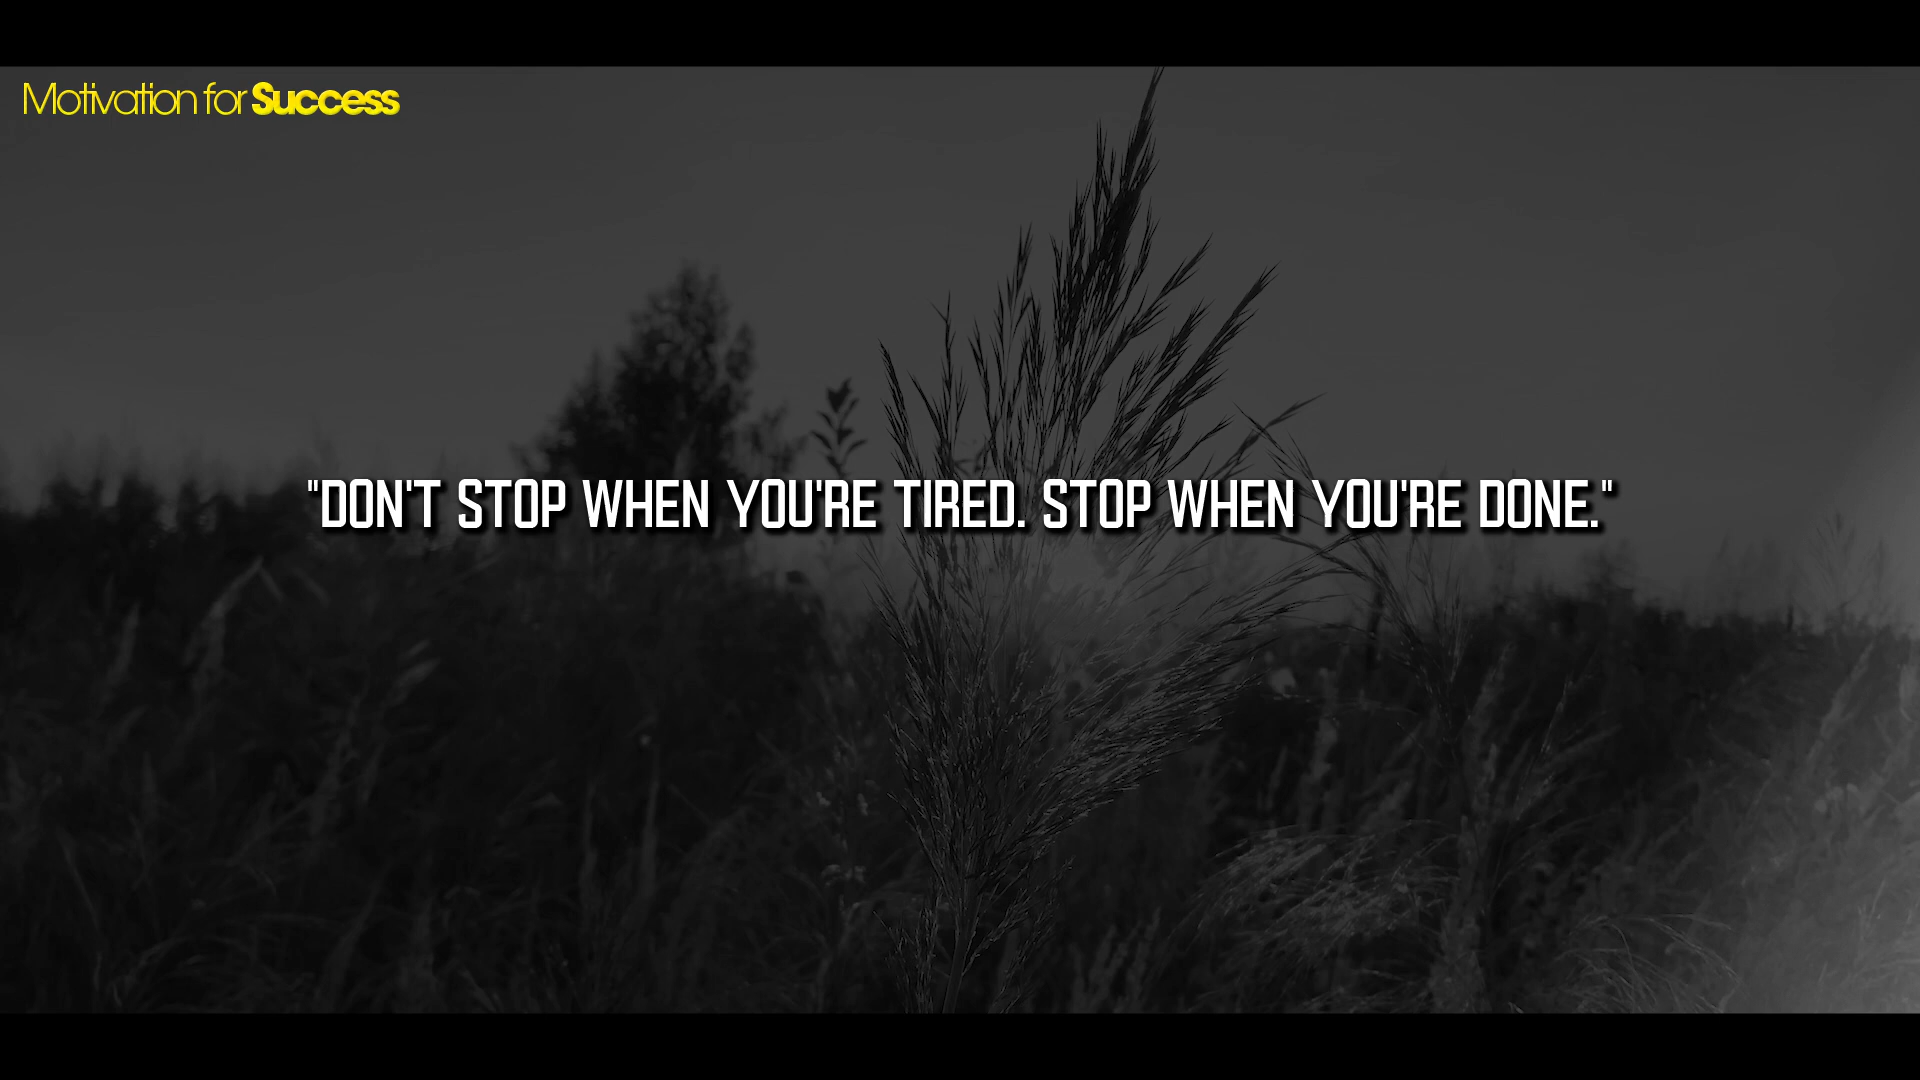 Motivation for Success
"DON'T STOP WHEN YOU'RE TIRED. STOP WHEN YOU'RE DONE."